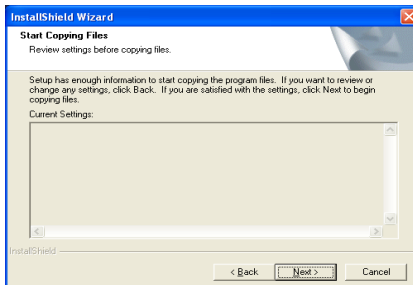 InstallShield Wizard
Start Copying Files
Review settings before copying files.
Setup has enough information to start copying the program files. If you want to review or
change any settings, click Back. If you are satisfied with the settings, click Next to begin
copying files.
Current Settings:
InstallShield
< Back
Next >
Cancel